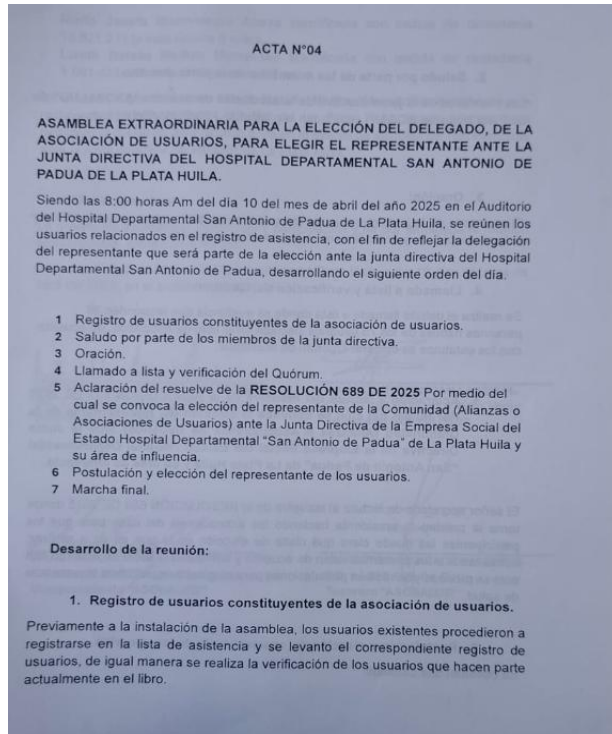 ACTA N°04
ASAMBLEA EXTRAORDINARIA PARA LA ELECCIÓN DEL DELEGADO, DE LA
ASOCIACIÓN DE USUARIOS, PARA ELEGIR EL REPRESENTANTE ANTE LA
JUNTA DIRECTIVA DEL HOSPITAL DEPARTAMENTAL SAN ANTONIO DE
PADUA DE LA PLATA HUILA.
Siendo las 8:00 horas Am del día 10 del mes de abril del año 2025 en el Auditorio
del Hospital Departamental San Antonio de Padua de La Plata Huila, se reúnen los
usuarios relacionados en el registro de asistencia, con el fin de reflejar la delegación
del representante que será parte de la elección ante la junta directiva del Hospital
Departamental San Antonio de Padua, desarrollando el siguiente orden del día.
1 Registro de usuarios constituyentes de la asociación de usuarios.
2 Saludo por parte de los miembros de la junta directiva.
3 Oración.
4 Llamado a lista y verificación del Quórum.
5 Aclaración del resuelve de la RESOLUCIÓN 689 DE 2025 Por medio del
cual se convoca la elección del representante de la Comunidad (Alianzas o
Asociaciones de Usuarios) ante la Junta Directiva de la Empresa Social del
Estado Hospital Departamental "San Antonio de Padua" de La Plata Huila y
su área de influencia.
6 Postulación y elección del representante de los usuarios.
7 Marcha final.
Desarrollo de la reunión:
1. Registro de usuarios constituyentes de la asociación de usuarios.
Previamente a la instalación de la asamblea, los usuarios existentes procedieron a
registrarse en la lista de asistencia y se levanto el correspondiente registro de
usuarios, de igual manera se realiza la verificación de los usuarios que hacen parte
actualmente en el libro.